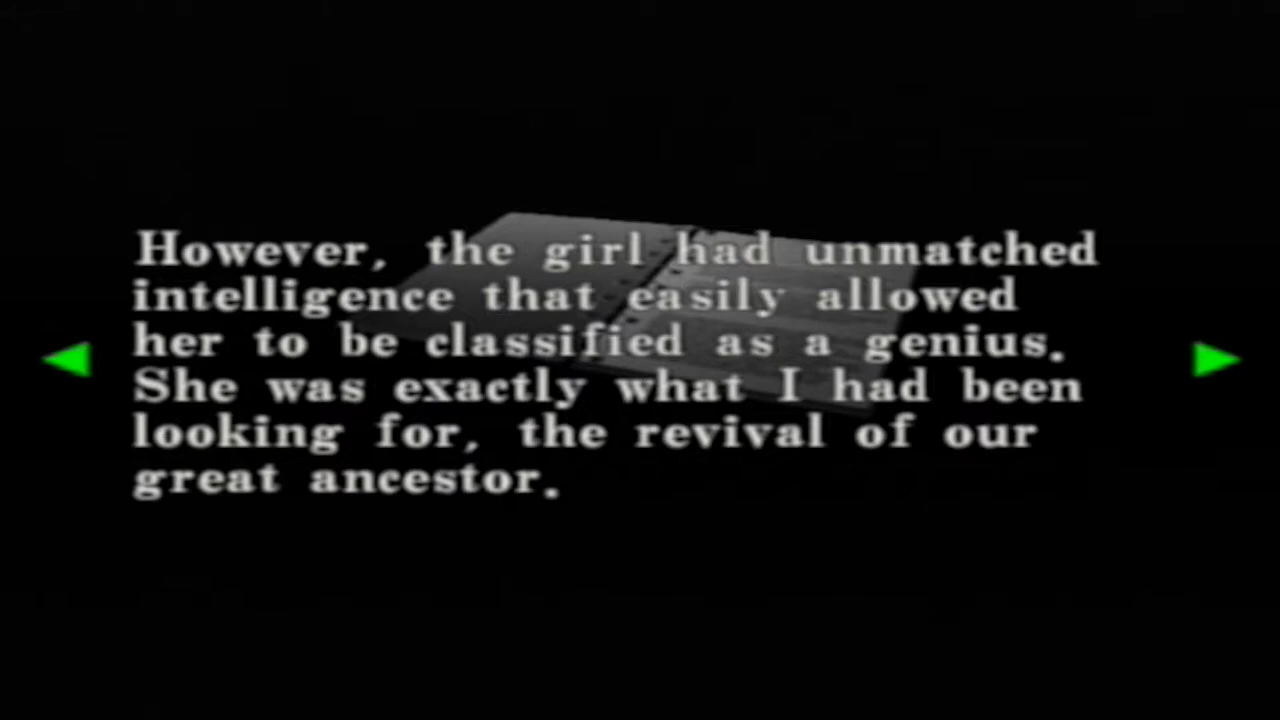 However, the girl had unmatched
intelligence that easily allowed
her to be classified as a genius.
She was exactly what I had been
looking for, the revival of our
great ancestor.